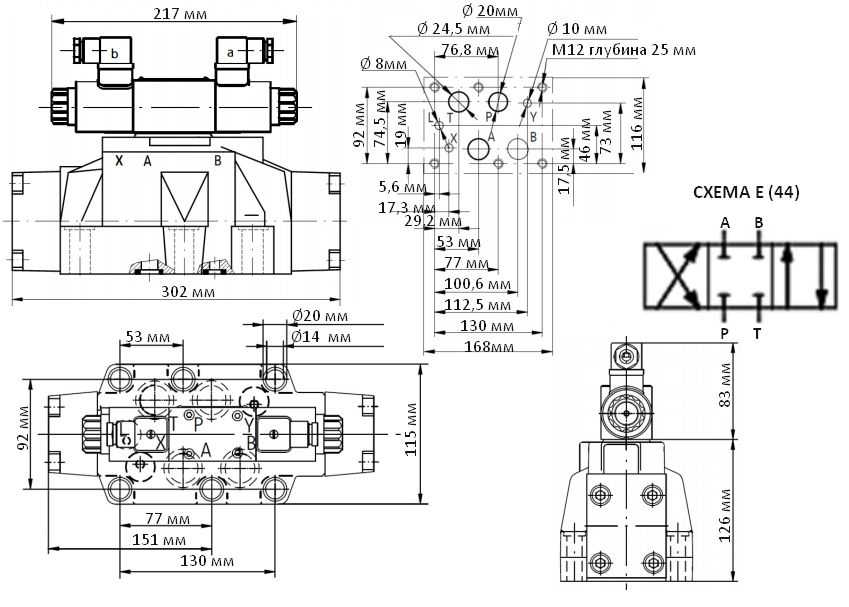 217 мм
b
a
X A B
302 мм
Ø 20мм
Ø 24,5 мм
76,8 мм
Ø 10 мм
М12 глубина 25 мм
Ø 8мм
92 мм
74,5 мм
19 мм
L T P Y
X A B
17,5 мм
46 мм
73 мм
116 мм
5,6 мм
17,3 мм
29,2 мм
53 мм
77 мм
100,6 мм
112,5 мм
130 мм
168мм
СХЕМА Е (44)
A B
P T
Ø20 мм
Ø14 мм
53 мм
92 мм
T P Y
X A B
115 мм
77 мм
151 мм
130 мм
83 мм
126 мм